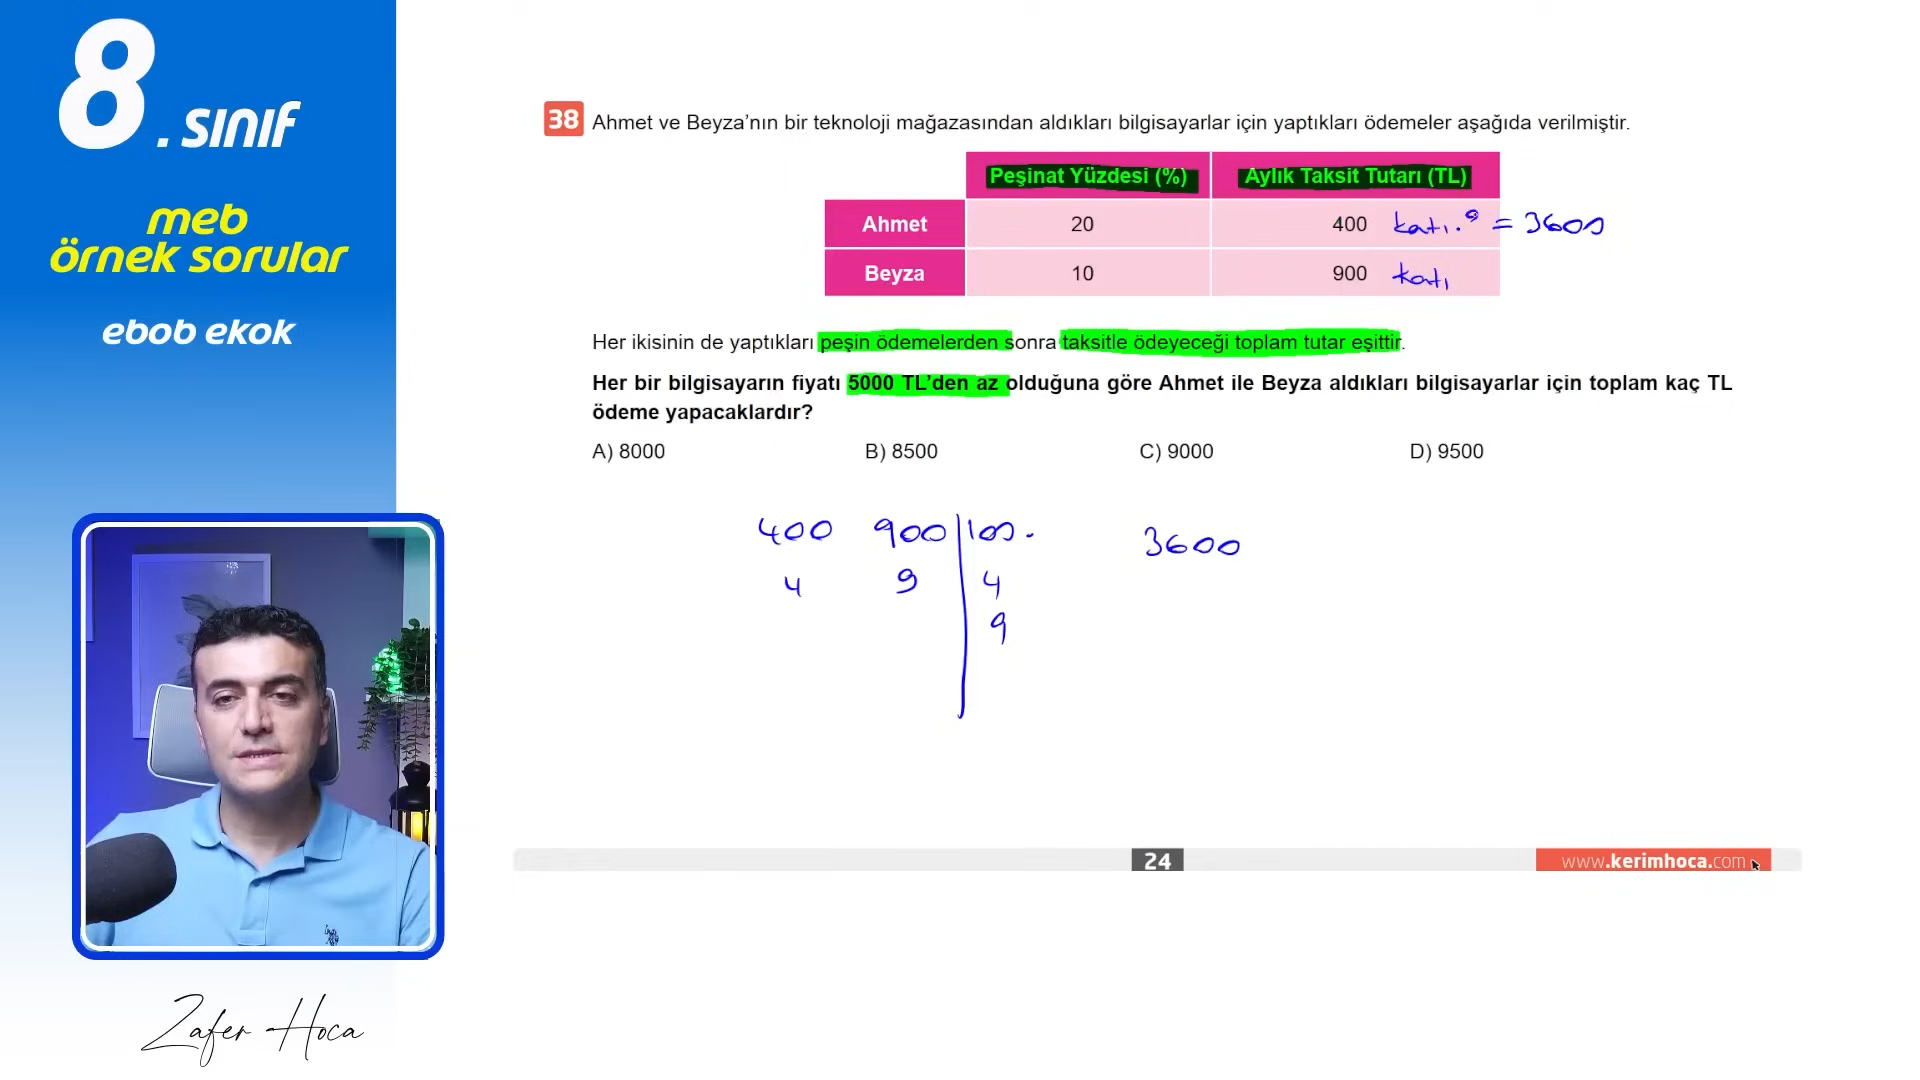 8. SINIF
meb
örnek sorular
ebob ekok
38 Ahmet ve Beyza’nın bir teknoloji mağazasından aldıkları bilgisayarlar için yaptıkları ödemeler aşağıda verilmiştir.
Peşinat Yüzdesi (%) Aylık Taksit Tutarı (TL)
Ahmet 20 400 katı . 9 = 3600
Beyza 10 900 katı
Her ikisinin de yaptıkları peşin ödemelerden sonra taksitle ödeyeceği toplam tutar eşittir.
Her bir bilgisayarın fiyatı 5000 TL’den az olduğuna göre Ahmet ile Beyza aldıkları bilgisayarlar için toplam kaç TL
ödeme yapacaklardır?
A) 8000 B) 8500 C) 9000 D) 9500
400 900 100 . 3600
4 9 4
9
24
www.kerimhoca.com
Zafer Hoca